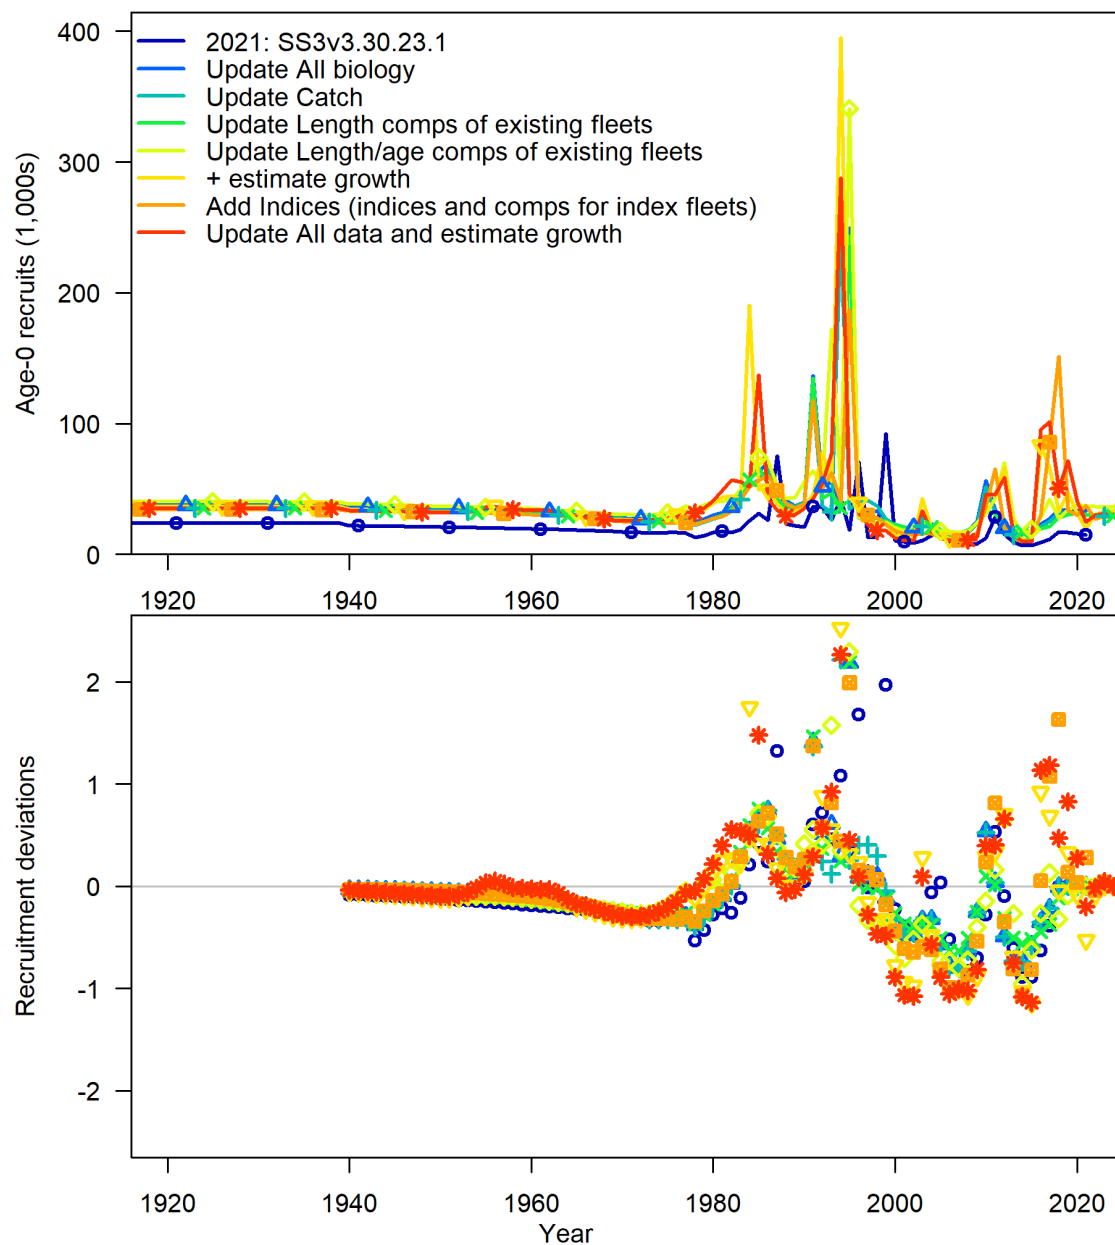 400
300
200
100
0
Age-0 recruits (1,000s)
2021: SS3v3.30.23.1
Update All biology
Update Catch
Update Length comps of existing fleets
Update Length/age comps of existing fleets
+ estimate growth
Add Indices (indices and comps for index fleets)
Update All data and estimate growth
1920 1940 1960 1980 2000 2020
2
1
0
-1
-2
Recruitment deviations
1920 1940 1960 1980 2000 2020
Year